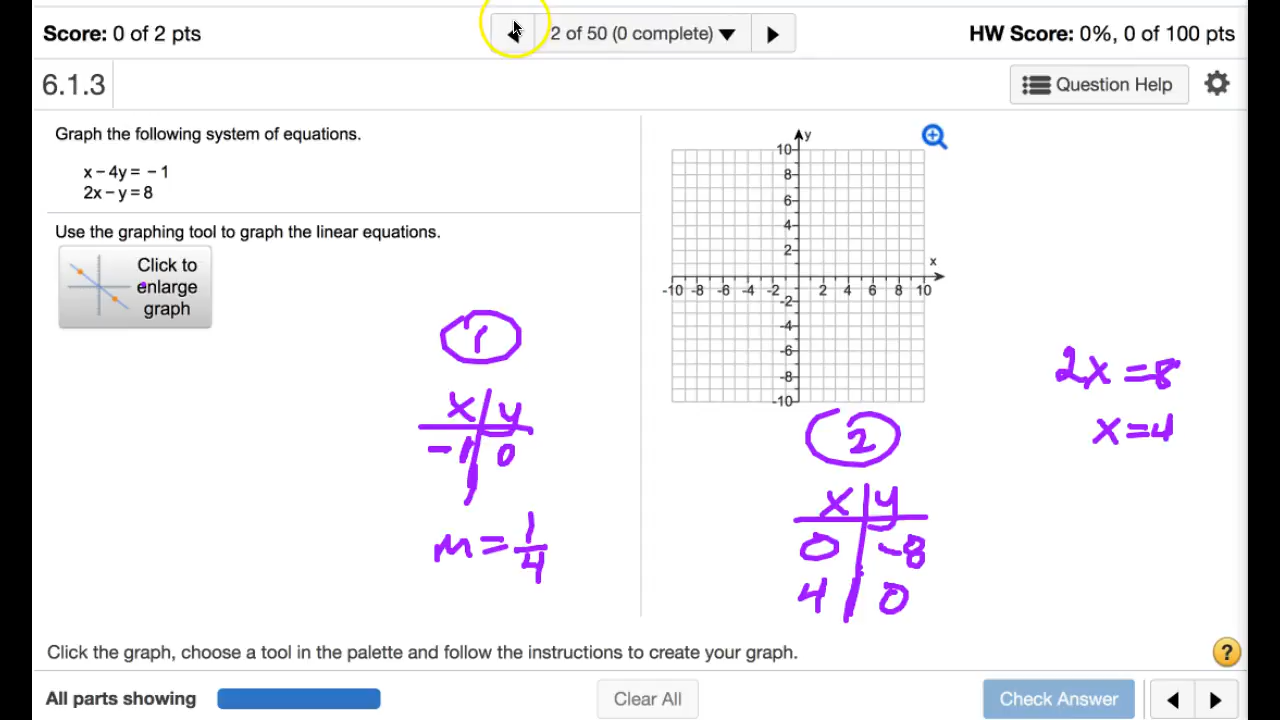 Score: 0 of 2 pts
2 of 50 (0 complete)
HW Score: 0%, 0 of 100 pts
6.1.3
Question Help
Graph the following system of equations.
x − 4y = − 1
2x − y = 8
Use the graphing tool to graph the linear equations.
Click to
enlarge
graph
y
10
8
6
4
2
x
-10 -8 -6 -4 -2 2 4 6 8 10
-2
-4
-6
-8
-10
1
x y
-1 0
m = 1/4
2
x y
0 -8
4 0
2x = 8
x = 4
Click the graph, choose a tool in the palette and follow the instructions to create your graph.
?
All parts showing
Clear All
Check Answer